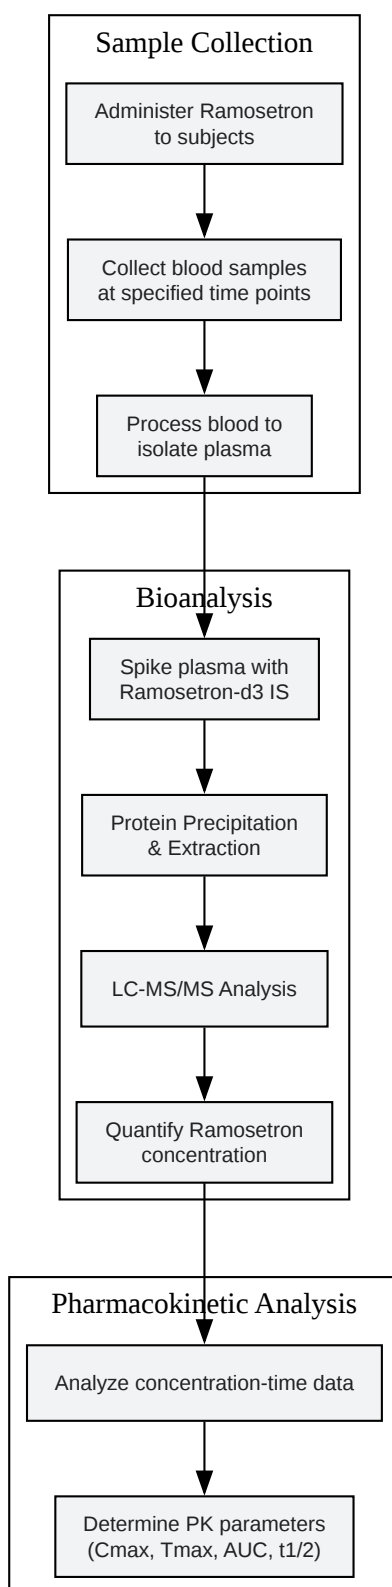 Sample Collection
Administer Ramosetron
to subjects
Collect blood samples
at specified time points
Process blood to
isolate plasma
Bioanalysis
Spike plasma with
Ramosetron-d3 IS
Protein Precipitation
& Extraction
LC-MS/MS Analysis
Quantify Ramosetron
concentration
Pharmacokinetic Analysis
Analyze concentration-time data
Determine PK parameters
(Cmax, Tmax, AUC, t1/2)